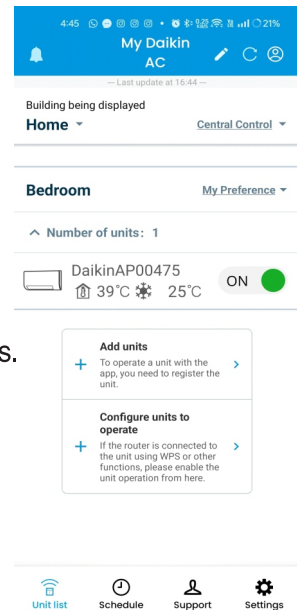 4:45 21%
My Daikin
AC
— Last update at 16:44 —
Building being displayed
Home Central Control
Bedroom My Preference
Number of units: 1
DaikinAP00475
39°C 25°C ON
s.
Add units
To operate a unit with the
app, you need to register the
unit.
Configure units to
operate
If the router is connected to
the unit using WPS or other
functions, please enable the
unit operation from here.
Unit list Schedule Support Settings